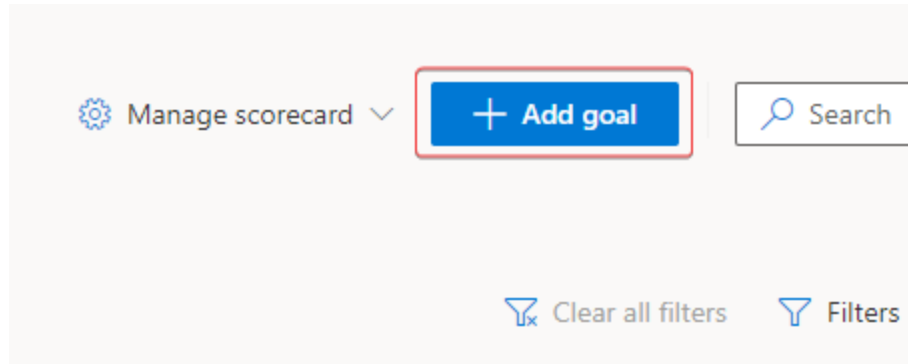 Manage scorecard
Add goal
Search
Clear all filters
Filters